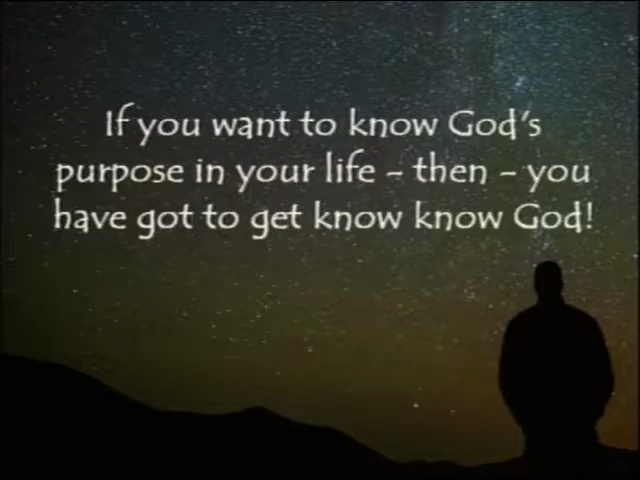 If you want to know God's
purpose in your life - then - you
have got to get know know God!